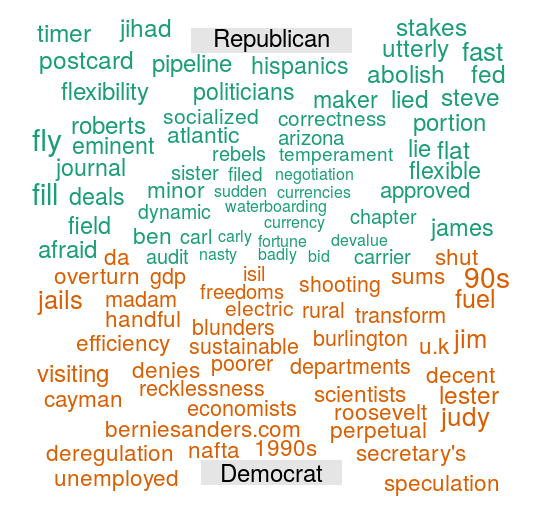 timer jihad Republican stakes
utterly fast
postcard pipeline hispanics abolish fed
flexibility politicians maker lied steve
roberts socialized correctness portion
fly eminent atlantic arizona lie flat
rebels temperament
journal sister filed negotiation flexible
fill deals minor sudden currencies approved
field dynamic waterboarding chapter james
currency
afraid ben carl carly fortune devalue
da audit nasty badly bid carrier shut
overturn gdp isil shooting sums 90s
jails madam freedoms electric rural transform fuel
handful blunders
efficiency sustainable burlington u.k jim
visiting denies poorer departments decent
cayman recklessness scientists lester
economists roosevelt judy
berniesanders.com perpetual
deregulation nafta 1990s secretary's
unemployed Democrat speculation